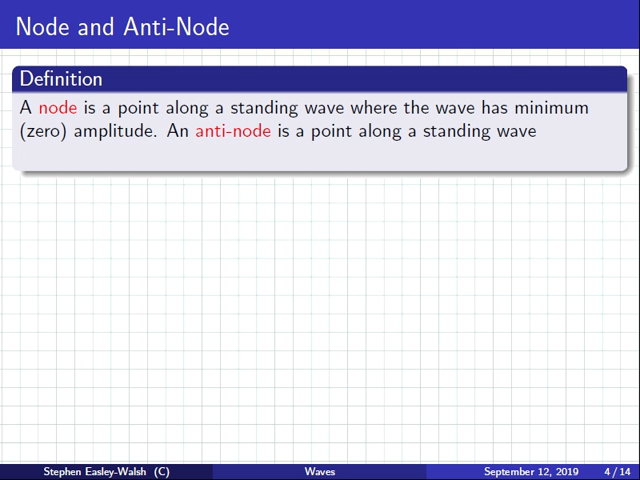 Node and Anti-Node
Definition
A node is a point along a standing wave where the wave has minimum
(zero) amplitude. An anti-node is a point along a standing wave
Stephen Easley-Walsh (C) Waves September 12, 2019 4 / 14